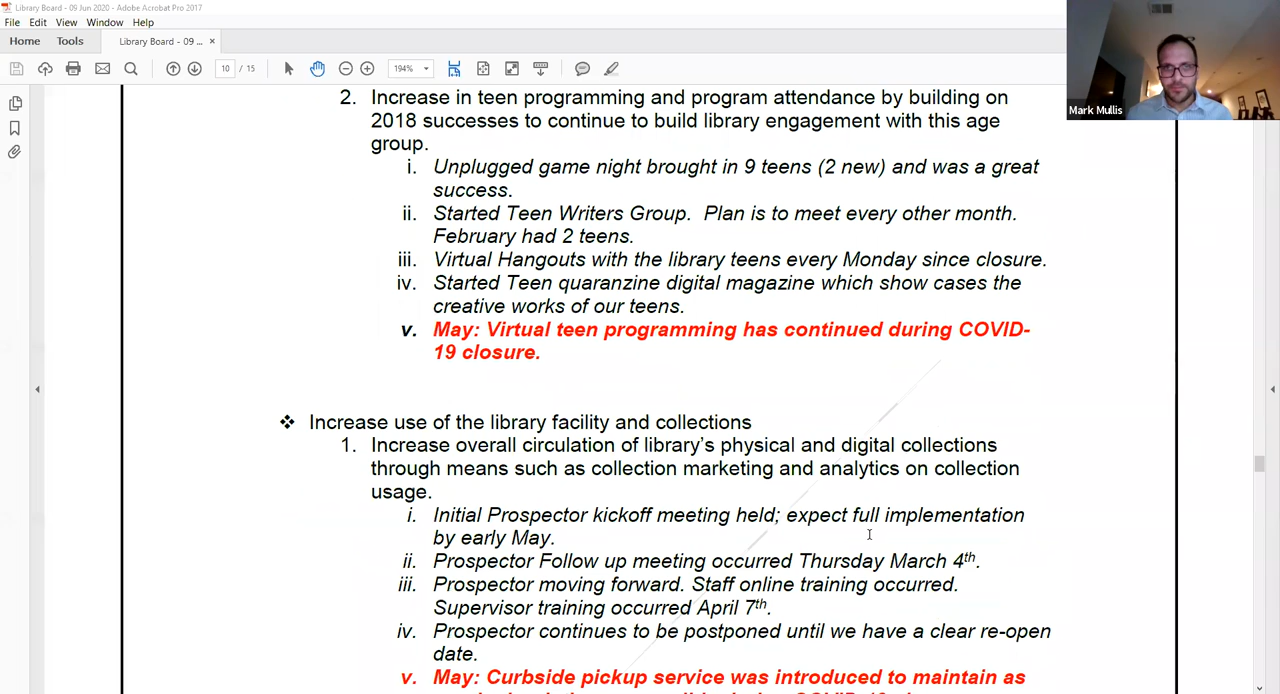 Library Board - 09 Jun 2020 - Adobe Acrobat Pro 2017
File Edit View Window Help
Home Tools Library Board - 09 ... ×
10 / 15 194%
Mark Mullis
2. Increase in teen programming and program attendance by building on
2018 successes to continue to build library engagement with this age
group.
i. Unplugged game night brought in 9 teens (2 new) and was a great
success.
ii. Started Teen Writers Group. Plan is to meet every other month.
February had 2 teens.
iii. Virtual Hangouts with the library teens every Monday since closure.
iv. Started Teen quaranzine digital magazine which show cases the
creative works of our teens.
v. May: Virtual teen programming has continued during COVID-
19 closure.
❖ Increase use of the library facility and collections
1. Increase overall circulation of library's physical and digital collections
through means such as collection marketing and analytics on collection
usage.
i. Initial Prospector kickoff meeting held; expect full implementation
by early May.
ii. Prospector Follow up meeting occurred Thursday March 4th.
iii. Prospector moving forward. Staff online training occurred.
Supervisor training occurred April 7th.
iv. Prospector continues to be postponed until we have a clear re-open
date.
v. May: Curbside pickup service was introduced to maintain as